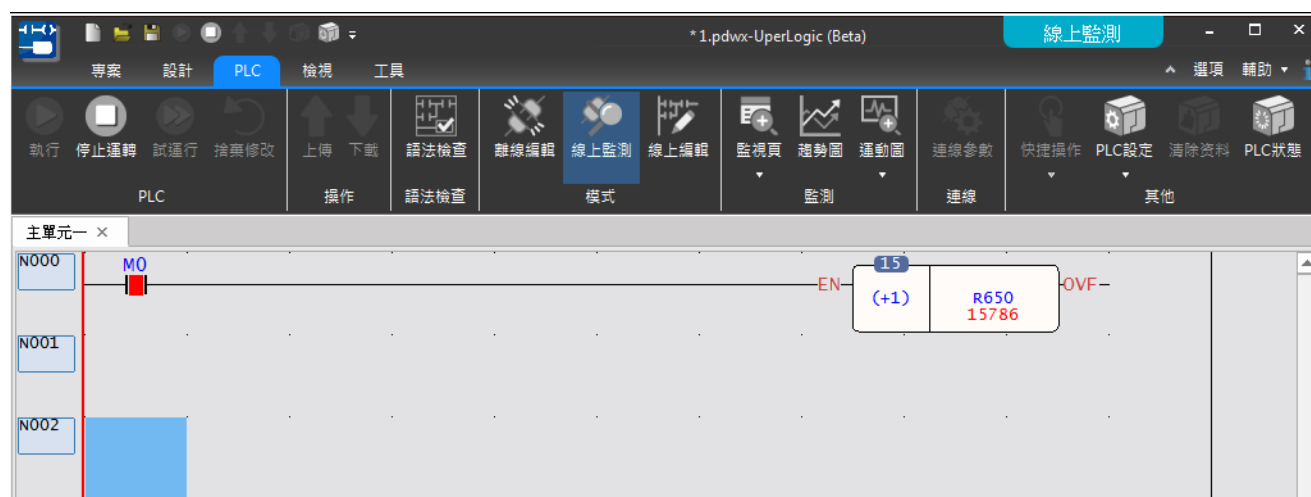 *1.pdwx-UperLogic (Beta) 線上監測
專案 設計 PLC 檢視 工具 選項 輔助
執行 停止運轉 試運行 捨棄修改 上傳 下載 語法檢查 離線編輯 線上監測 線上編輯 監視頁 趨勢圖 運動圖 連線參數 快捷操作 PLC設定 清除资料 PLC狀態
PLC 操作 語法檢查 模式 監測 連線 其他
主單元一 ×
N000 M0 15
EN (+1) R650 OVF
15786
N001
N002